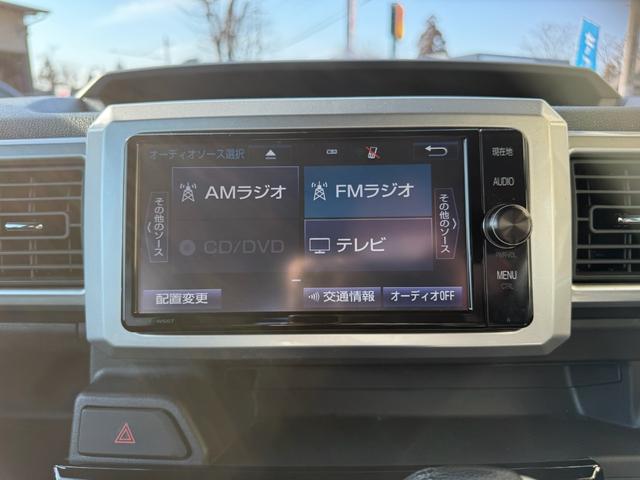 オーディオソース選択
現在地
AUDIO
AMラジオ
FMラジオ
その他のソース
その他のソース
CD/DVD
テレビ
PWR/VOL
MENU
CTRL
配置変更
交通情報
オーディオOFF